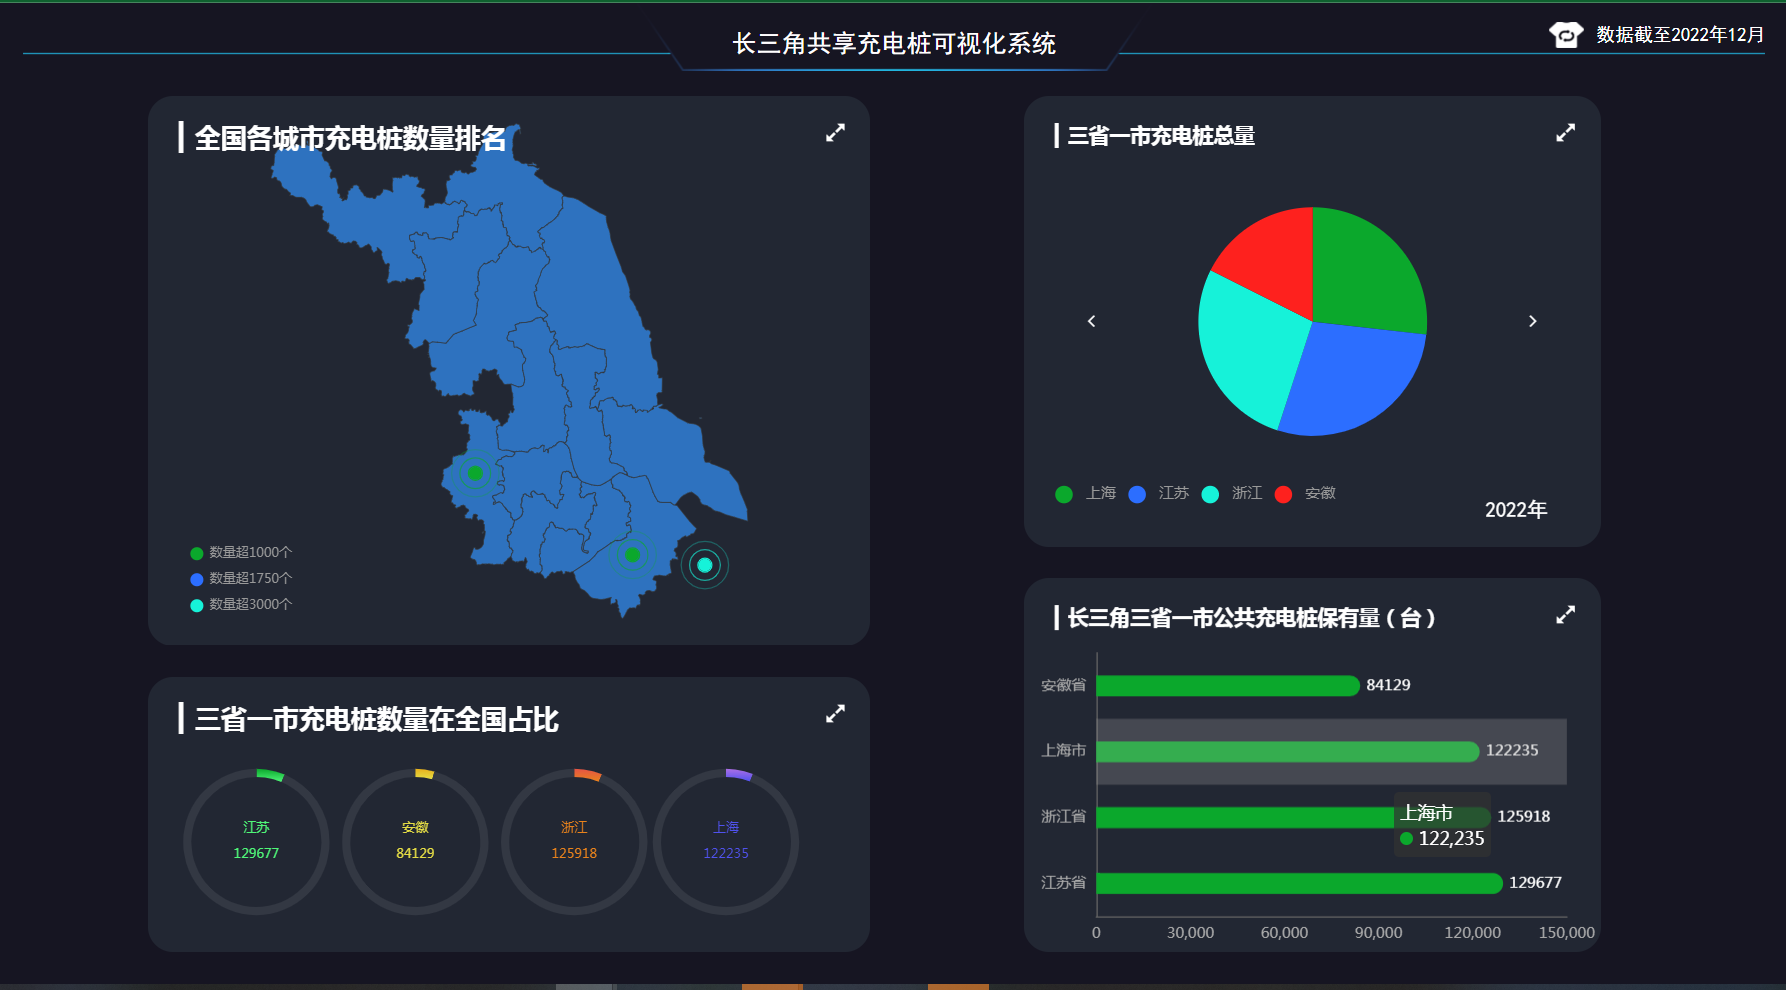 长三角共享充电桩可视化系统
数据截至2022年12月
全国各城市充电桩数量排名
数量超1000个
数量超1750个
数量超3000个
三省一市充电桩总量
上海 江苏 浙江 安徽
2022年
三省一市充电桩数量在全国占比
江苏
129677
安徽
84129
浙江
125918
上海
122235
长三角三省一市公共充电桩保有量（台）
安徽省 84129
上海市 122235
浙江省 125918
上海市
122,235
江苏省 129677
0 30,000 60,000 90,000 120,000 150,000